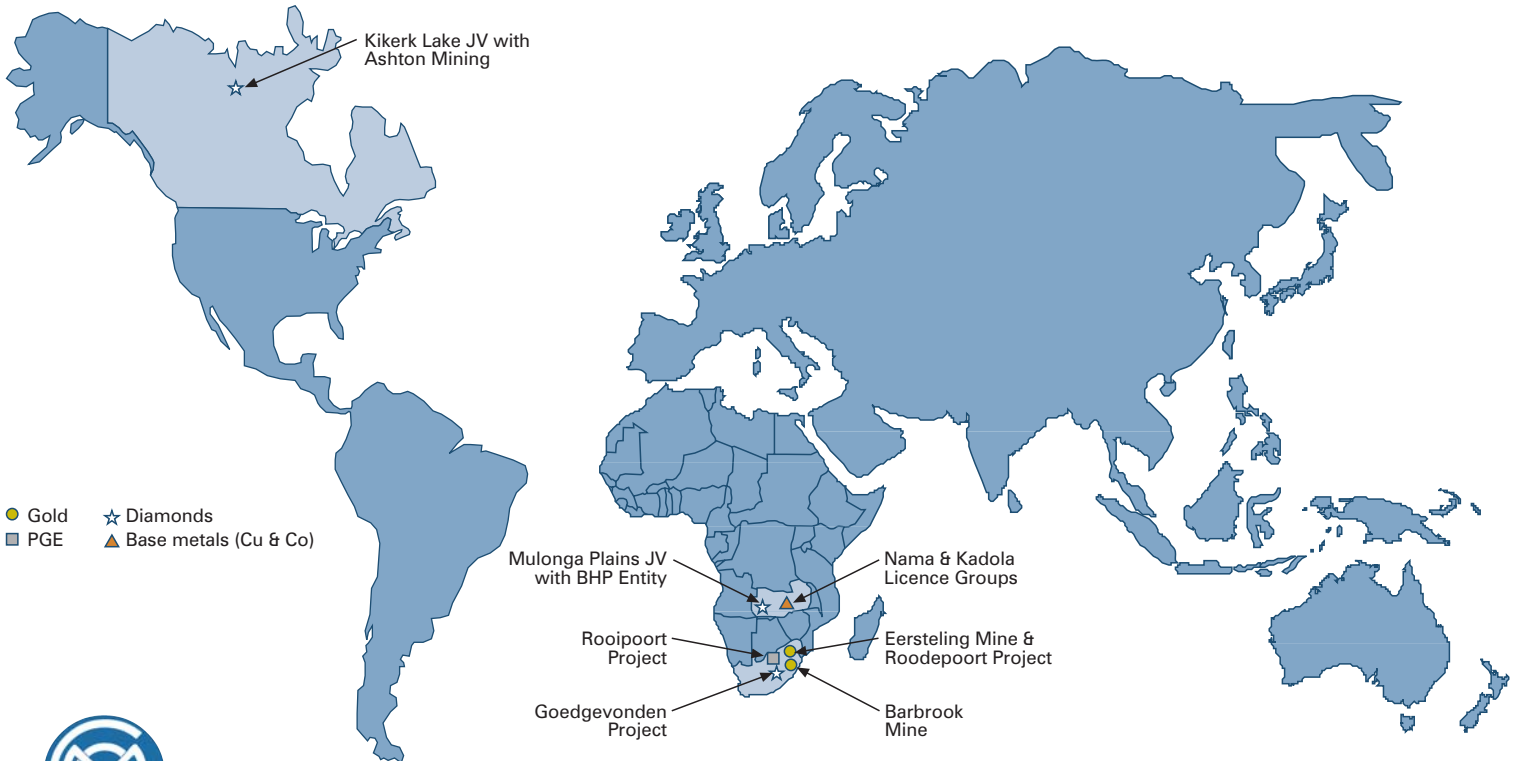 Kikerk Lake JV with
Ashton Mining
Gold
Diamonds
PGE
Base metals (Cu & Co)
Mulonga Plains JV
with BHP Entity
Nama & Kadola
Licence Groups
Rooipoort
Project
Eersteling Mine &
Roodepoort Project
Goedgevonden
Project
Barbrook
Mine